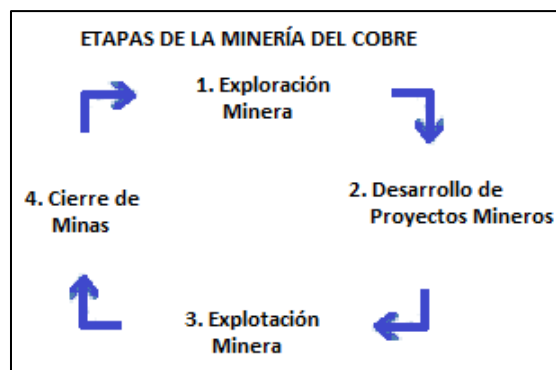 ETAPAS DE LA MINERÍA DEL COBRE
1. Exploración
Minera
2. Desarrollo de
Proyectos Mineros
3. Explotación
Minera
4. Cierre de
Minas